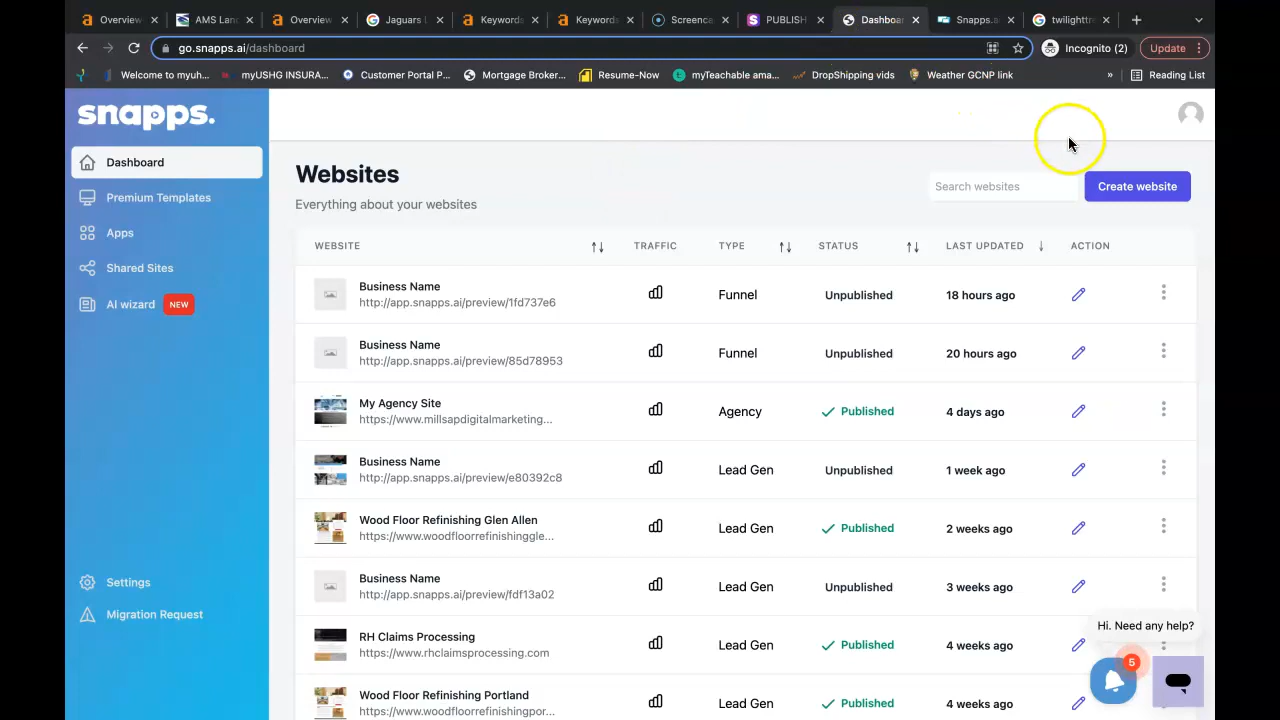 Overview
AMS Lan
Overview
Jaguars L
Keywords
Keywords
Screenca
PUBLISH
Dashboar
Snapps.a
twilighttr
go.snapps.ai/dashboard
Incognito (2)
Update
Welcome to myuh...
myUSHG INSURA...
Customer Portal P...
Mortgage Broker...
Resume-Now
myTeachable ama...
DropShipping vids
Weather GCNP link
»
Reading List
snapps.
Dashboard
Premium Templates
Apps
Shared Sites
AI wizard NEW
Settings
Migration Request
Websites
Everything about your websites
Search websites
Create website
WEBSITE TRAFFIC TYPE STATUS LAST UPDATED ACTION
Business Name
http://app.snapps.ai/preview/1fd737e6
Funnel Unpublished 18 hours ago
Business Name
http://app.snapps.ai/preview/85d78953
Funnel Unpublished 20 hours ago
My Agency Site
https://www.millsapdigitalmarketing...
Agency Published 4 days ago
Business Name
http://app.snapps.ai/preview/e80392c8
Lead Gen Unpublished 1 week ago
Wood Floor Refinishing Glen Allen
https://www.woodfloorrefinishinggle...
Lead Gen Published 2 weeks ago
Business Name
http://app.snapps.ai/preview/fdf13a02
Lead Gen Unpublished 3 weeks ago
RH Claims Processing
https://www.rhclaimsprocessing.com
Lead Gen Published 4 weeks ago
Wood Floor Refinishing Portland
https://www.woodfloorrefinishingpor...
Lead Gen Published 4 weeks ago
Hi. Need any help?
5